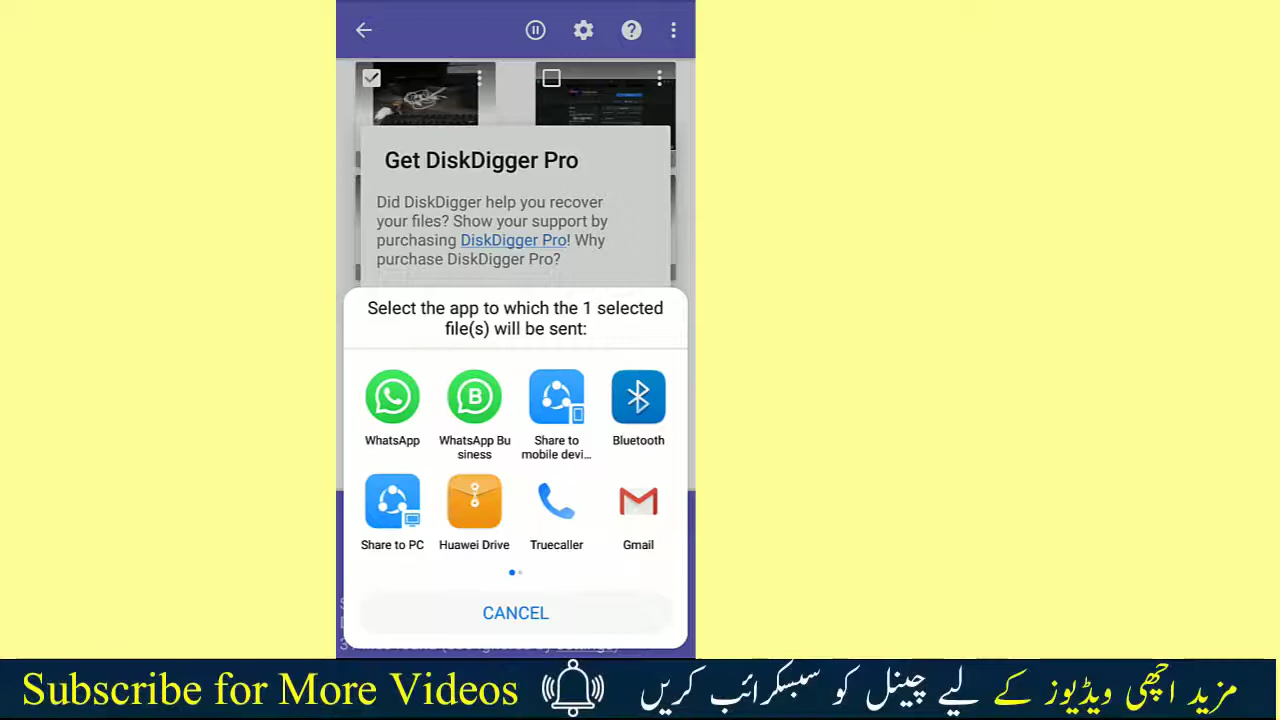 Get DiskDigger Pro
Did DiskDigger help you recover
your files? Show your support by
purchasing DiskDigger Pro! Why
purchase DiskDigger Pro?
Select the app to which the 1 selected
file(s) will be sent:
WhatsApp
WhatsApp Bu
siness
Share to
mobile devi...
Bluetooth
Share to PC
Huawei Drive
Truecaller
Gmail
CANCEL
Subscribe for More Videos
مزید اچھی ویڈیوز کے لیے چینل کو سبسکرائب کریں